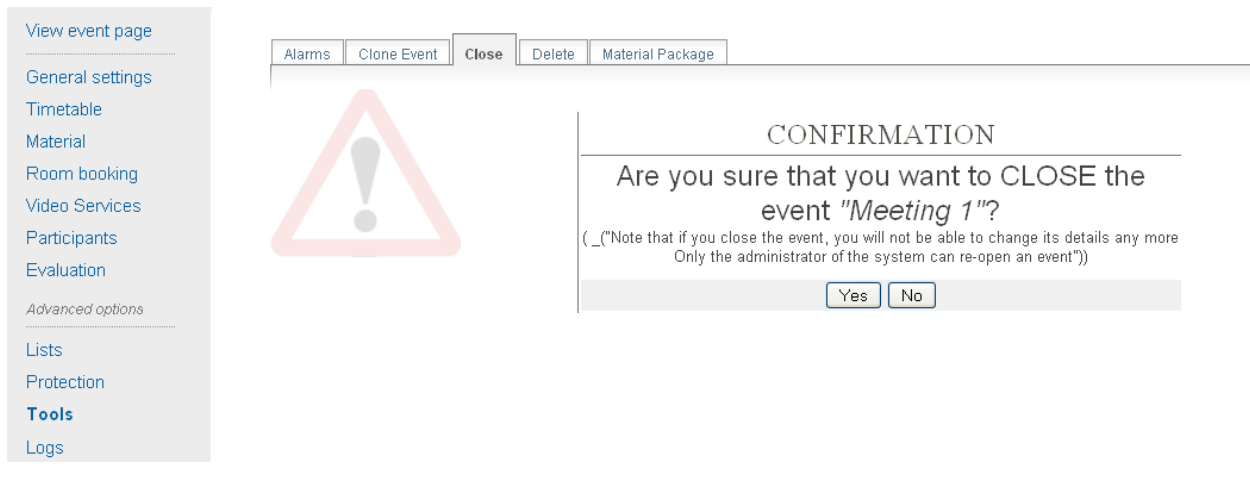 View event page
General settings
Timetable
Material
Room booking
Video Services
Participants
Evaluation
Advanced options
Lists
Protection
Tools
Logs
Alarms Clone Event Close Delete Material Package
CONFIRMATION
Are you sure that you want to CLOSE the
event "Meeting 1"?
( _("Note that if you close the event, you will not be able to change its details any more
Only the administrator of the system can re-open an event"))
Yes No